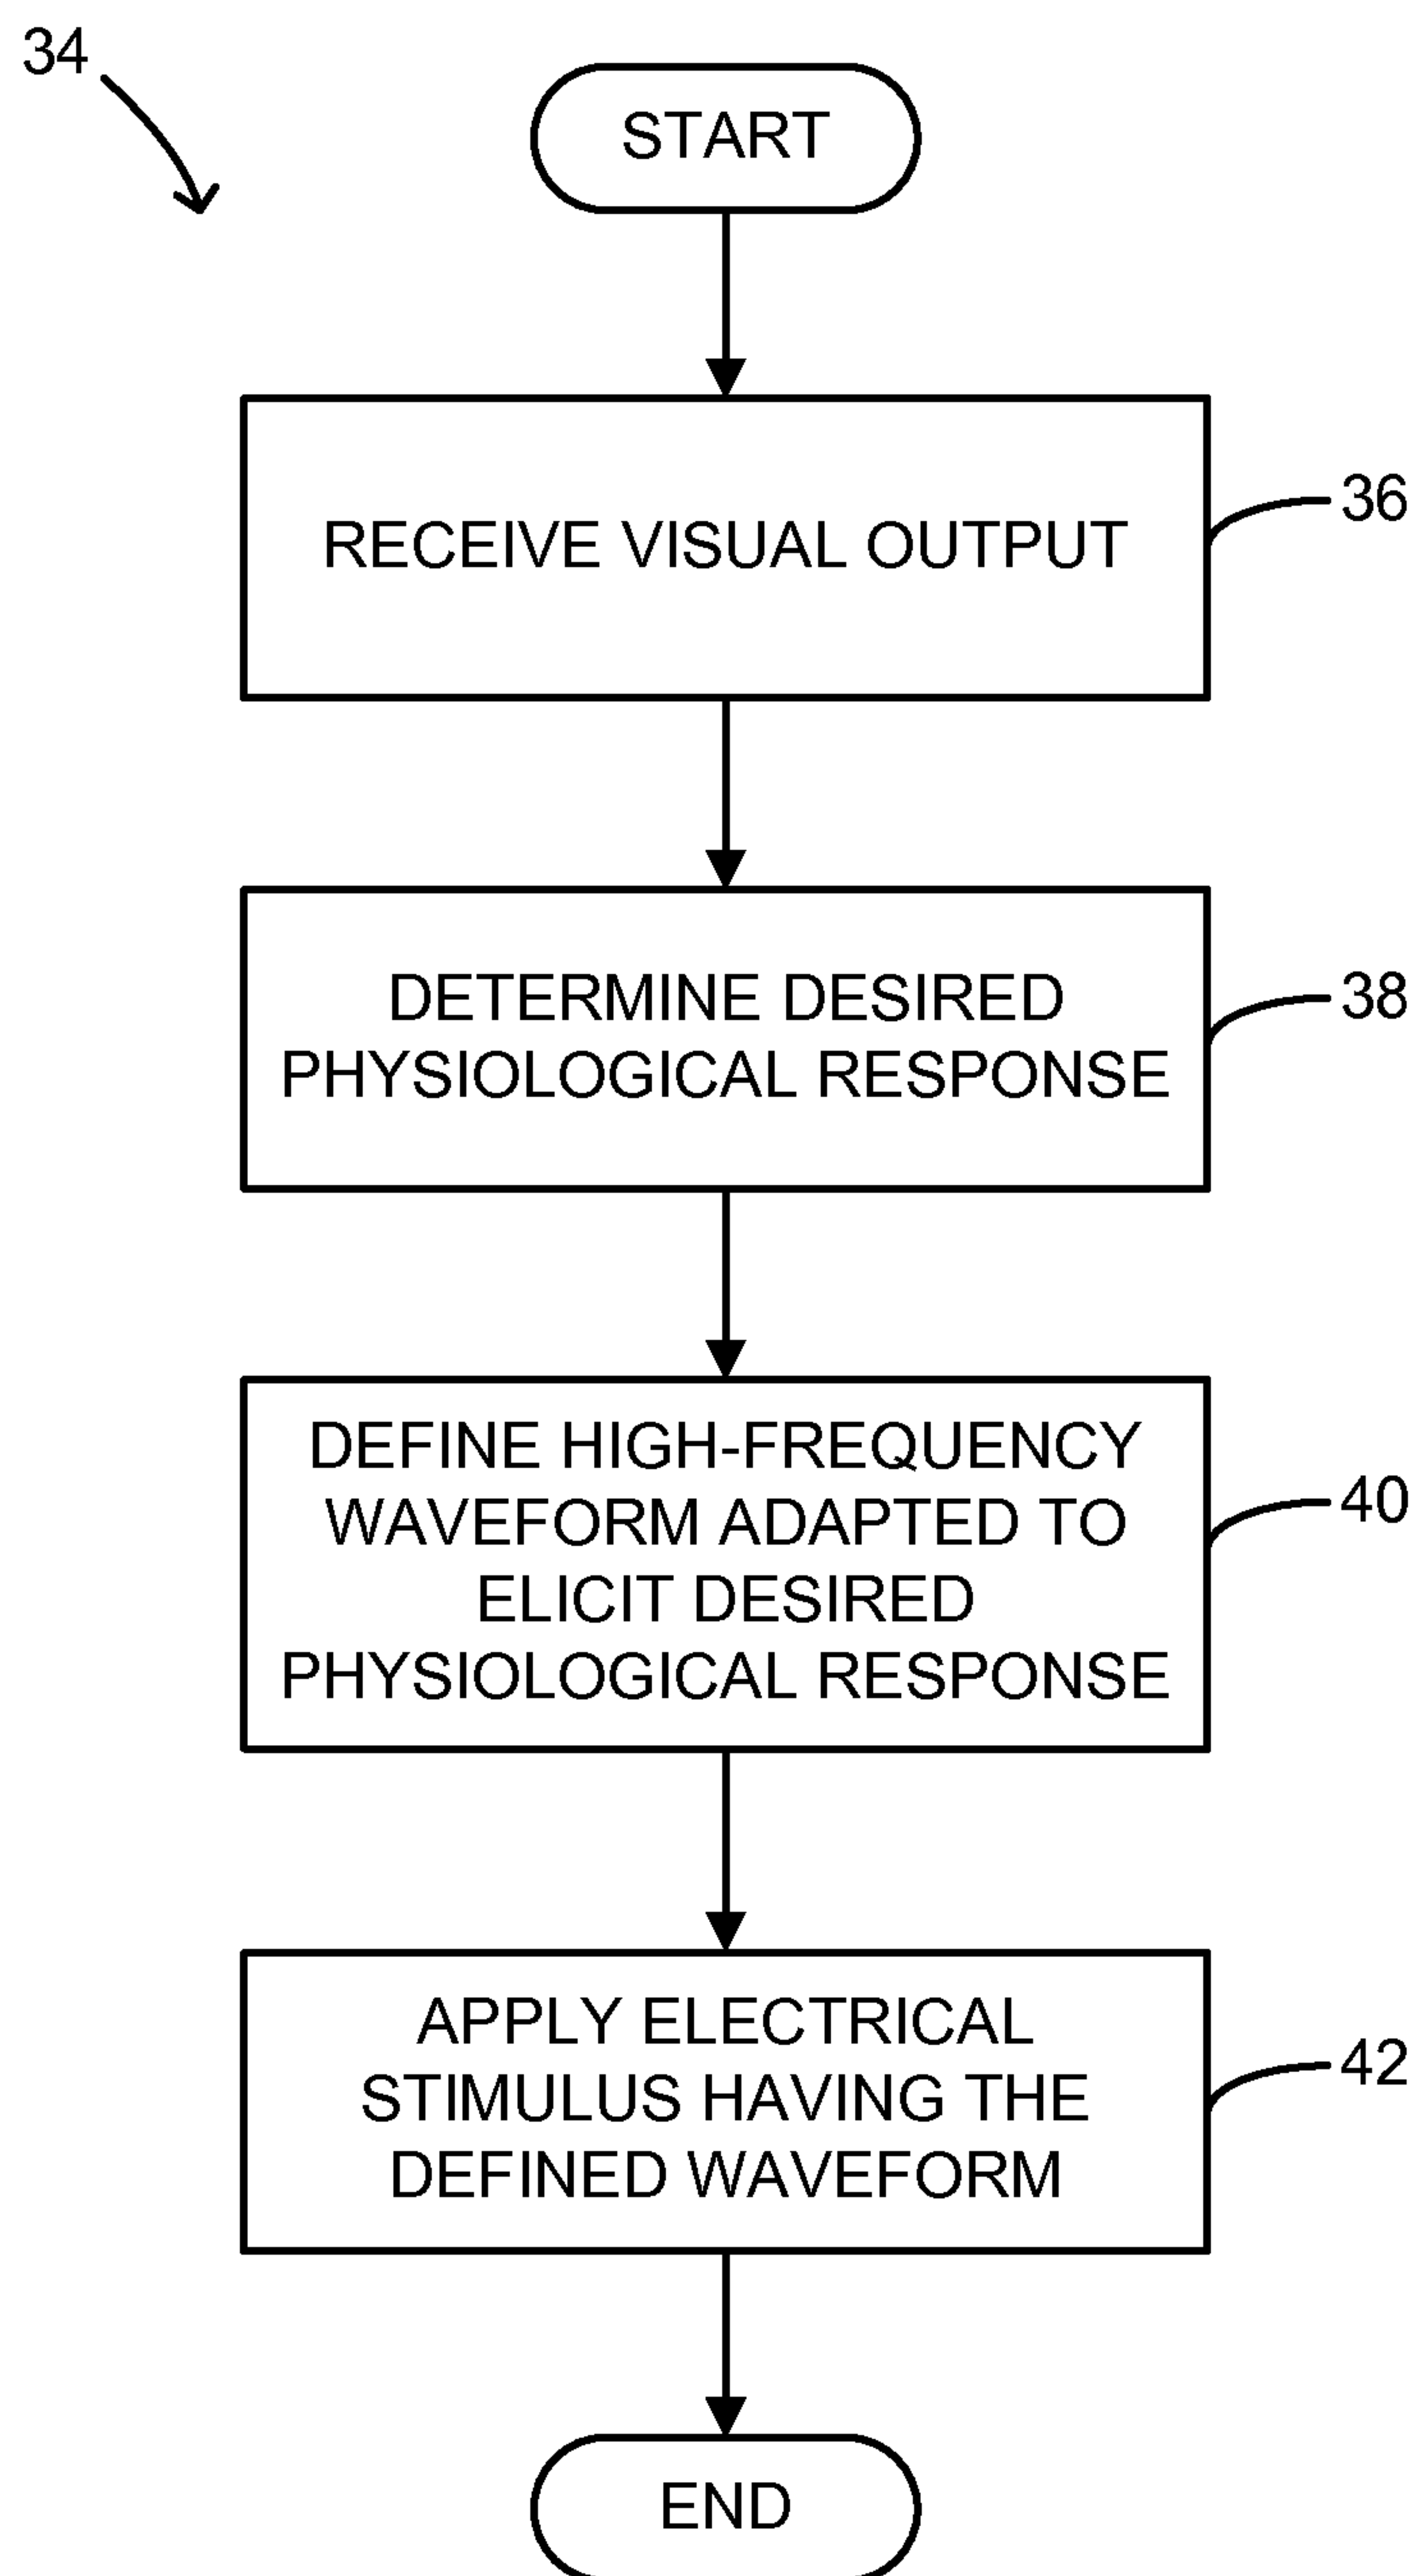 34
START
RECEIVE VISUAL OUTPUT
36
DETERMINE DESIRED
PHYSIOLOGICAL RESPONSE
38
DEFINE HIGH-FREQUENCY
WAVEFORM ADAPTED TO
ELICIT DESIRED
PHYSIOLOGICAL RESPONSE
40
APPLY ELECTRICAL
STIMULUS HAVING THE
DEFINED WAVEFORM
42
END